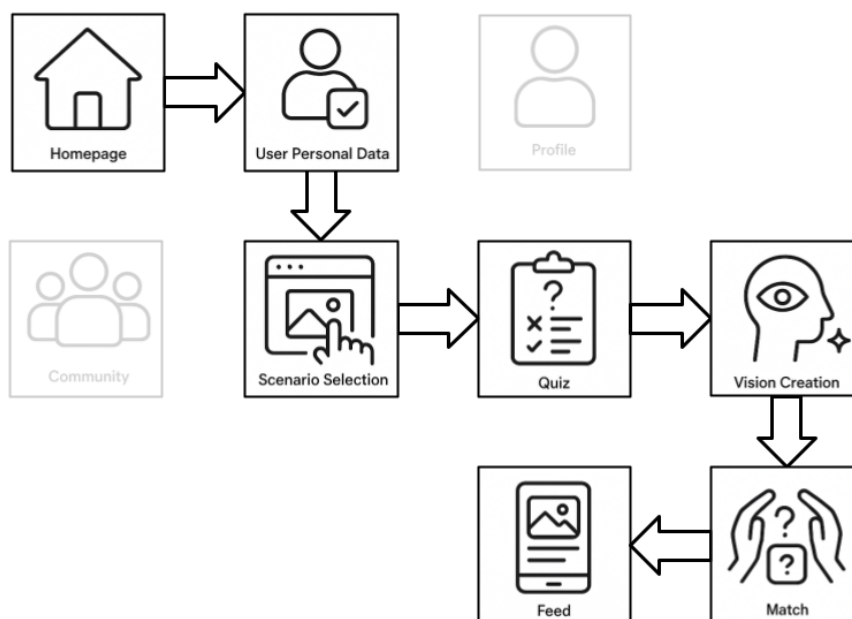 Homepage
User Personal Data
Profile
Community
Scenario Selection
?
Quiz
Vision Creation
Feed
?
?
Match